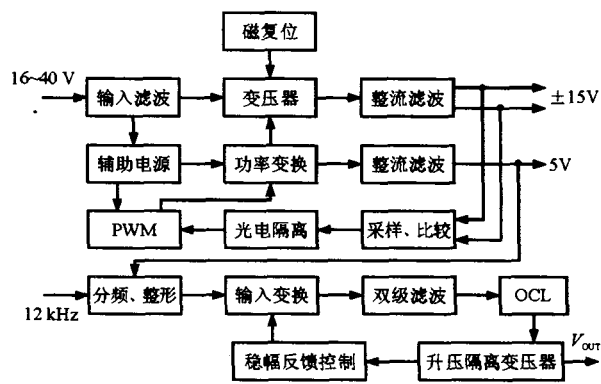 磁复位
16~40 V
输入滤波
变压器
整流滤波
±15V
辅助电源
功率变换
整流滤波
5V
PWM
光电隔离
采样、比较
12 kHz
分频、整形
输入变换
双级滤波
OCL
稳幅反馈控制
升压隔离变压器
VOUT